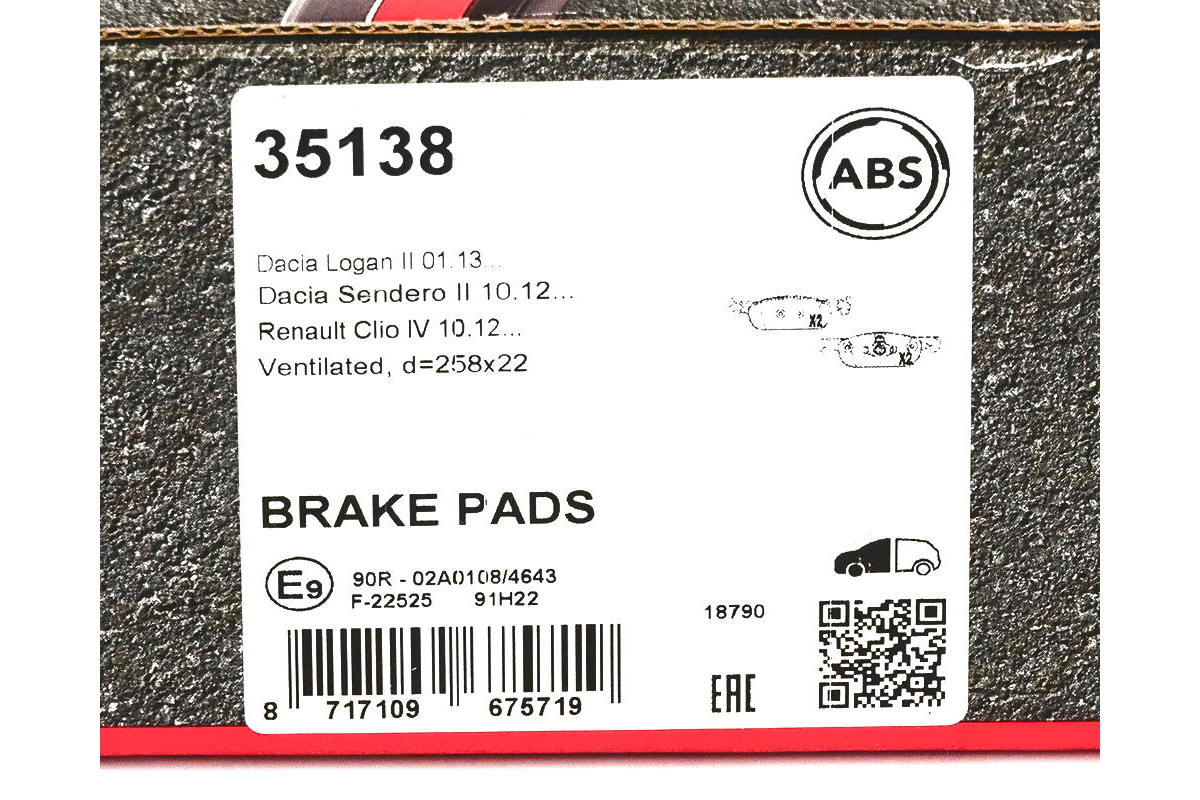 35138
ABS
Dacia Logan II 01.13...
Dacia Sendero II 10.12...
Renault Clio IV 10.12...
Ventilated, d=258x22
X2
X2
BRAKE PADS
E9
90R - 02A0108/4643
F-22525 91H22
18790
8 717109 675719
EAC